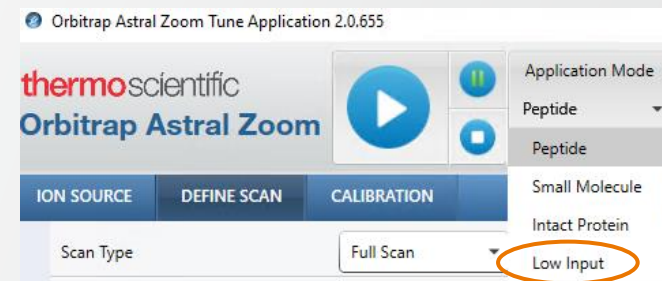 Orbitrap Astral Zoom Tune Application 2.0.655
thermoscientific
Orbitrap Astral Zoom
Application Mode
Peptide
Peptide
Small Molecule
Intact Protein
Low Input
ION SOURCE DEFINE SCAN CALIBRATION
Scan Type Full Scan